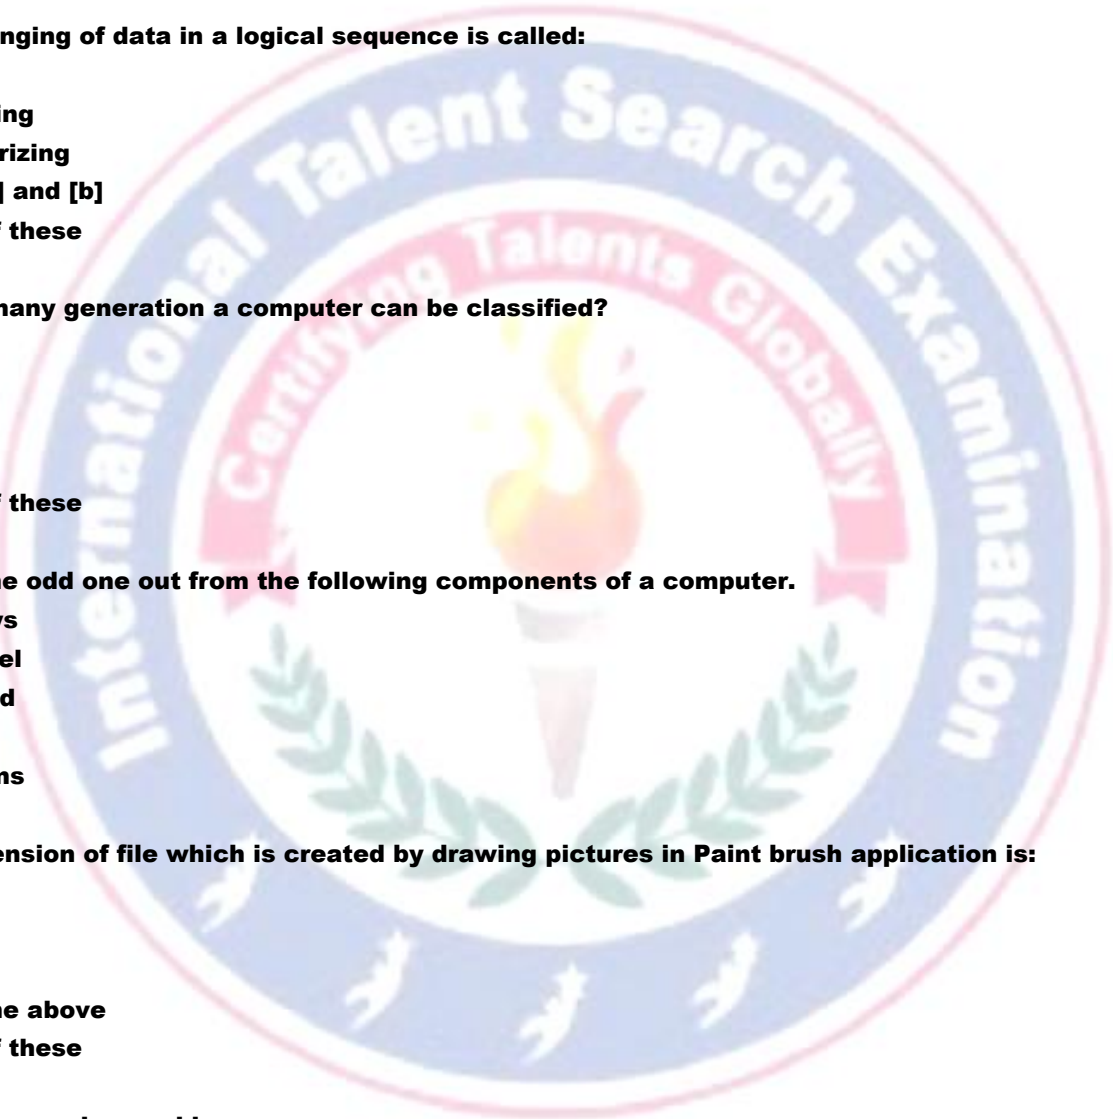 nging of data in a logical sequence is called:
ing
rizing
] and [b]
f these
many generation a computer can be classified?
f these
he odd one out from the following components of a computer.
ws
el
d
ms
ension of file which is created by drawing pictures in Paint brush application is:
he above
f these
International Talent Search Examination
Certifying Talents Globally